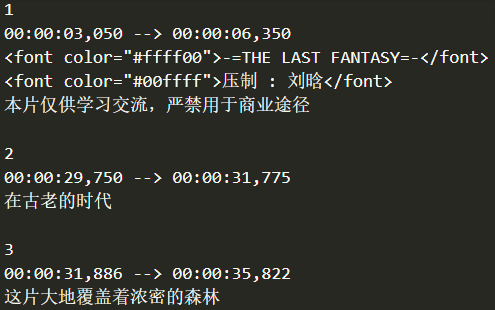 1
00:00:03,050 --> 00:00:06,350
<font color="#ffff00">-=THE LAST FANTASY=-</font>
<font color="#00ffff">压制 : 刘晗</font>
本片仅供学习交流，严禁用于商业途径
2
00:00:29,750 --> 00:00:31,775
在古老的时代
3
00:00:31,886 --> 00:00:35,822
这片大地覆盖着浓密的森林